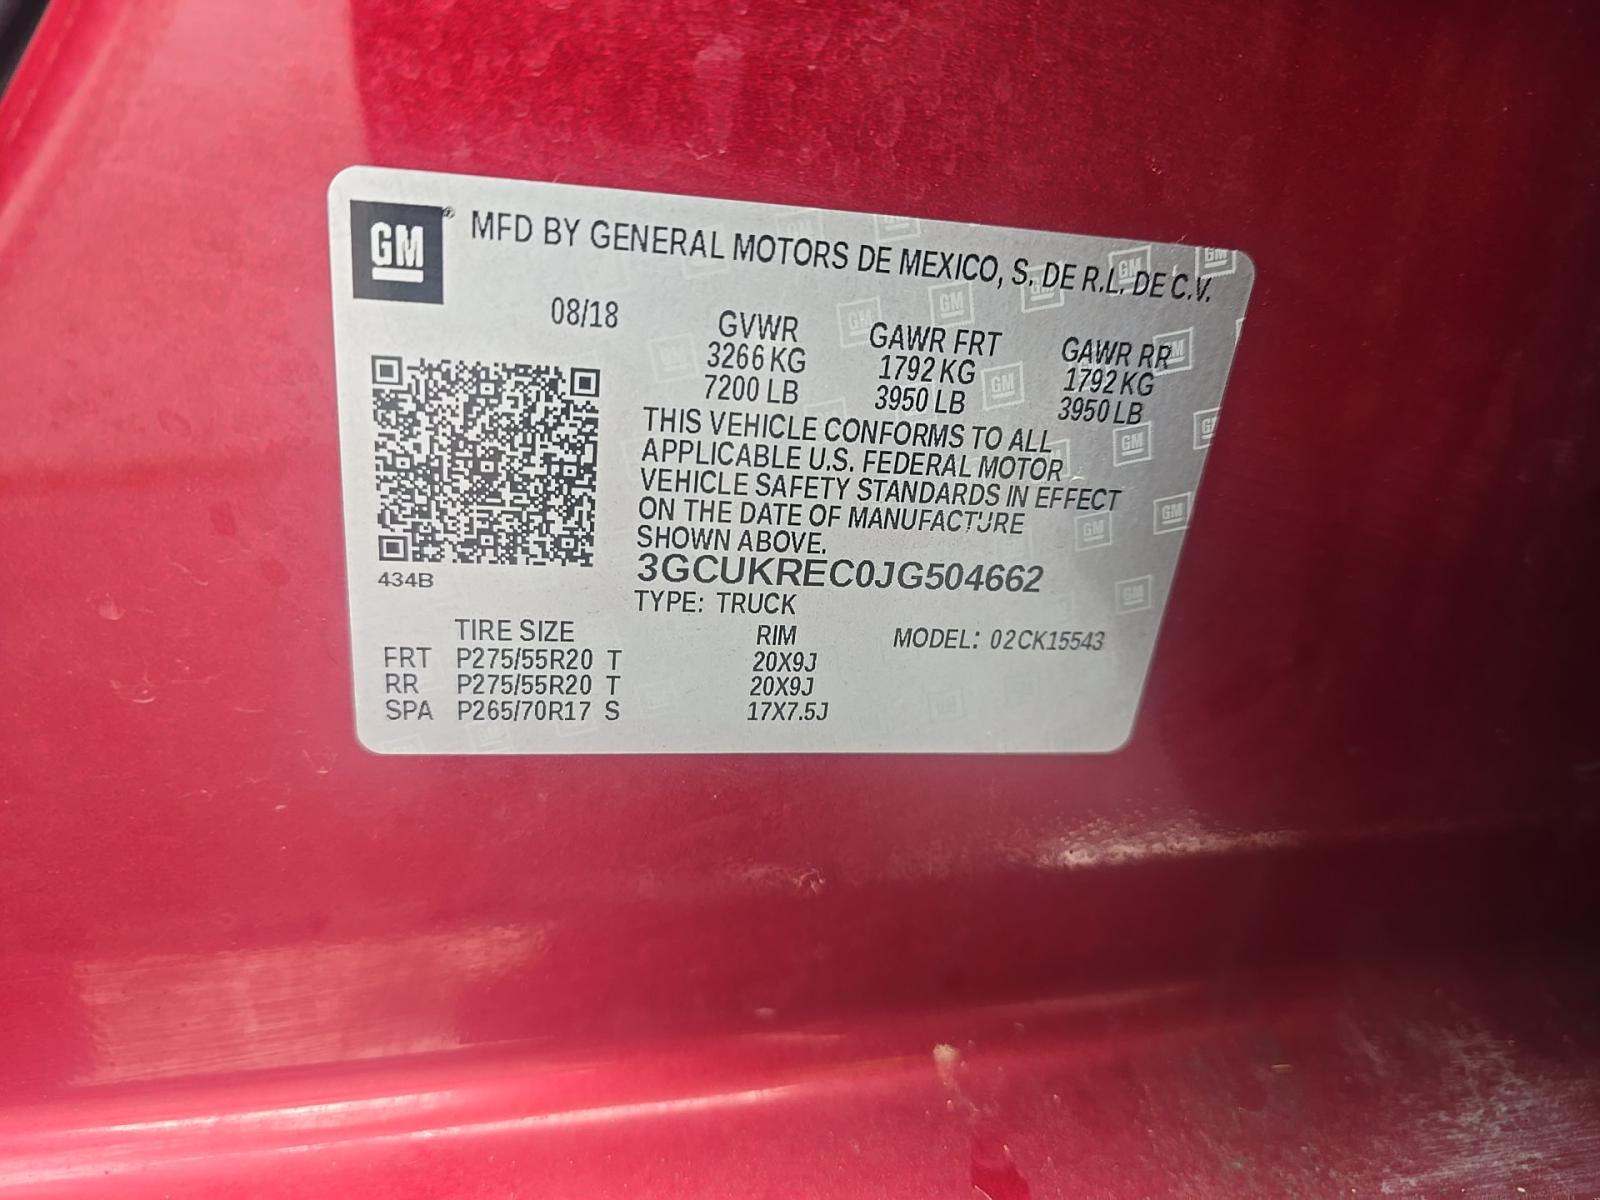 GM ® MFD BY GENERAL MOTORS DE MEXICO, S. DE R.L. DE C.V.
08/18
GVWR GAWR FRT GAWR RR
3266 KG 1792 KG 1792 KG
7200 LB 3950 LB 3950 LB
THIS VEHICLE CONFORMS TO ALL
APPLICABLE U.S. FEDERAL MOTOR
VEHICLE SAFETY STANDARDS IN EFFECT
ON THE DATE OF MANUFACTURE
SHOWN ABOVE.
434B
3GCUKREC0JG504662
TYPE: TRUCK
TIRE SIZE RIM MODEL: 02CK15543
FRT P275/55R20 T 20X9J
RR P275/55R20 T 20X9J
SPA P265/70R17 S 17X7.5J